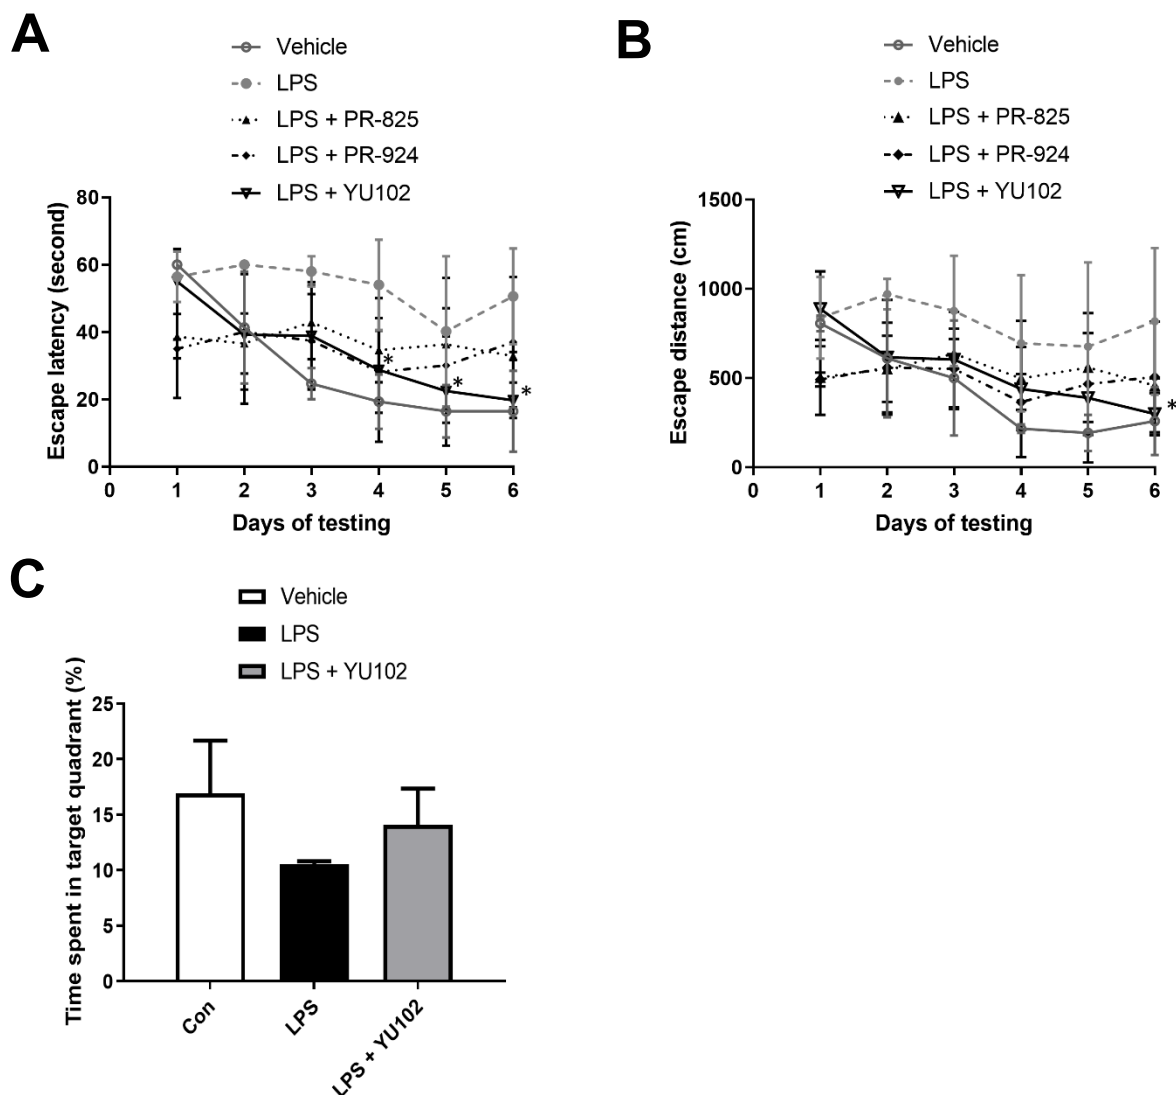 A
Vehicle
LPS
LPS + PR-825
LPS + PR-924
LPS + YU102
Escape latency (second)
80
60
40
20
0
*
*
*
0 1 2 3 4 5 6
Days of testing
B
Vehicle
LPS
LPS + PR-825
LPS + PR-924
LPS + YU102
Escape distance (cm)
1500
1000
500
0
*
0 1 2 3 4 5 6
Days of testing
C
Vehicle
LPS
LPS + YU102
Time spent in target quadrant (%)
25
20
15
10
5
0
Con
LPS
LPS + YU102